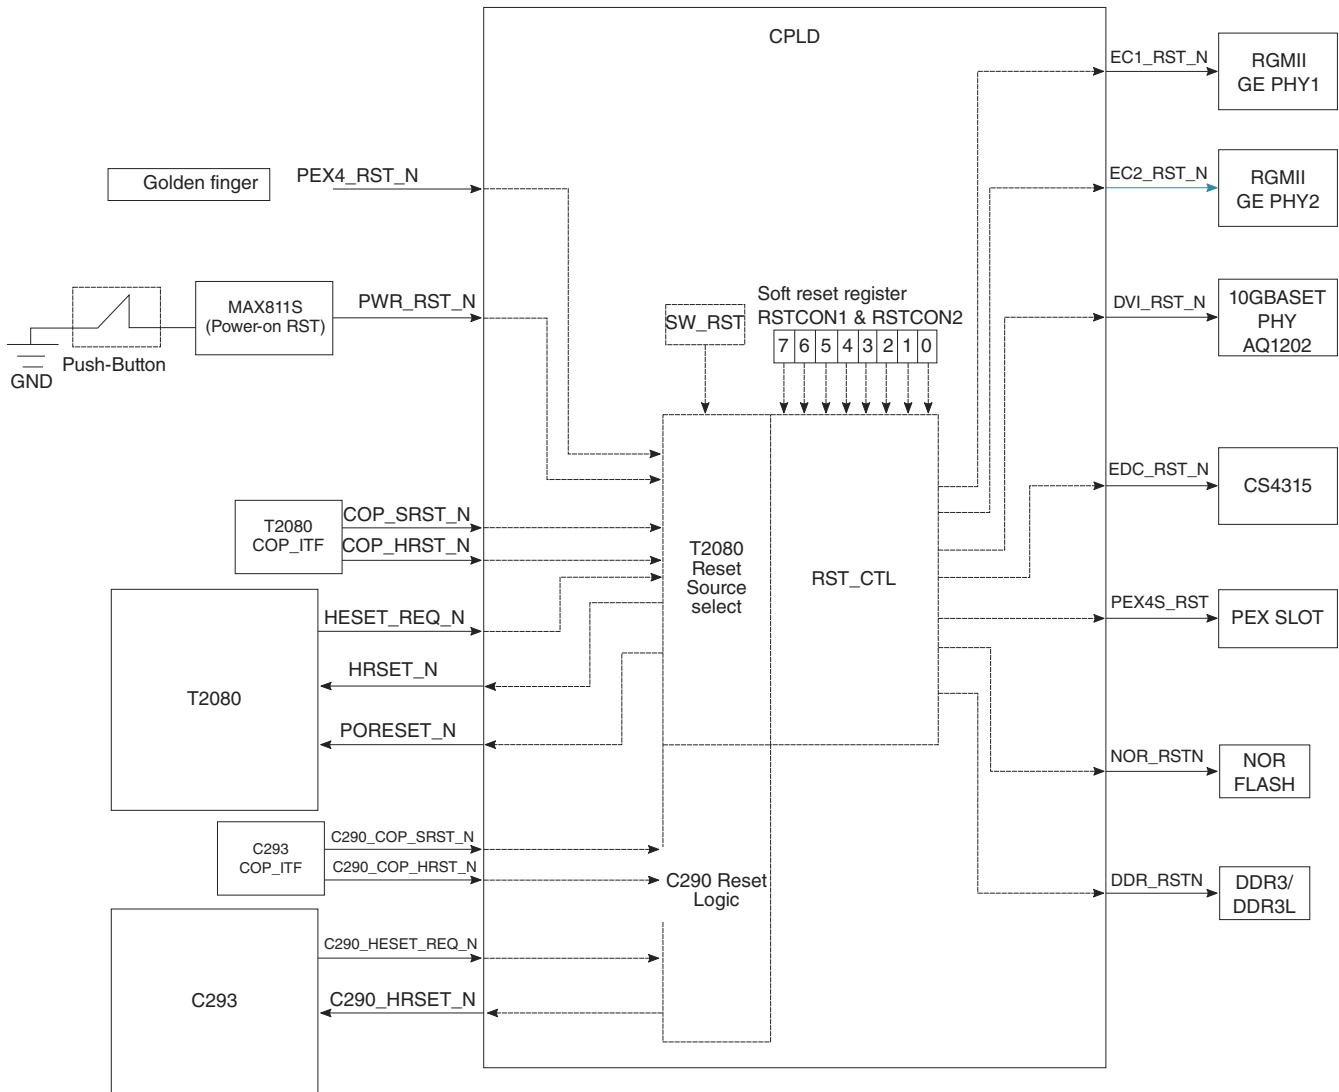 CPLD
EC1_RST_N
RGMII
GE PHY1
Golden finger
PEX4_RST_N
EC2_RST_N
RGMII
GE PHY2
MAX811S
(Power-on RST)
PWR_RST_N
Push-Button
GND
SW_RST
Soft reset register
RSTCON1 & RSTCON2
7 6 5 4 3 2 1 0
DVI_RST_N
10GBASET
PHY
AQ1202
T2080
COP_ITF
COP_SRST_N
COP_HRST_N
T2080
Reset
Source
select
RST_CTL
EDC_RST_N
CS4315
T2080
HESET_REQ_N
HRSET_N
PORESET_N
PEX4S_RST
PEX SLOT
NOR_RSTN
NOR
FLASH
C293
COP_ITF
C290_COP_SRST_N
C290_COP_HRST_N
C290 Reset
Logic
DDR_RSTN
DDR3/
DDR3L
C293
C290_HESET_REQ_N
C290_HRSET_N